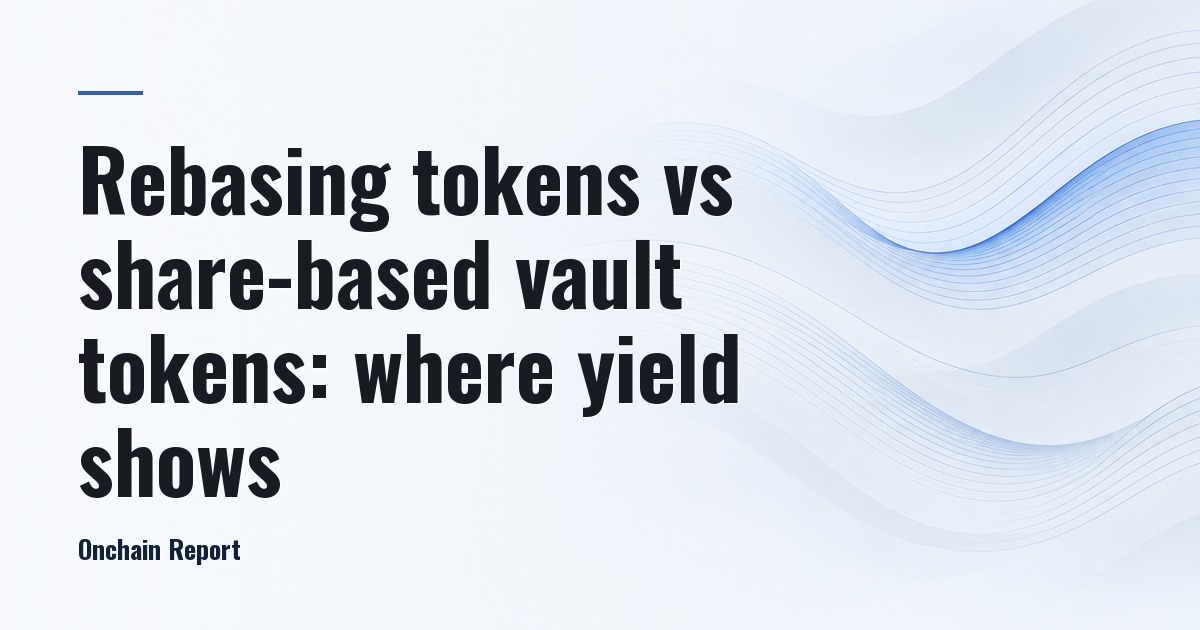 Rebasing tokens vs
share-based vault
tokens: where yield
shows
Onchain Report